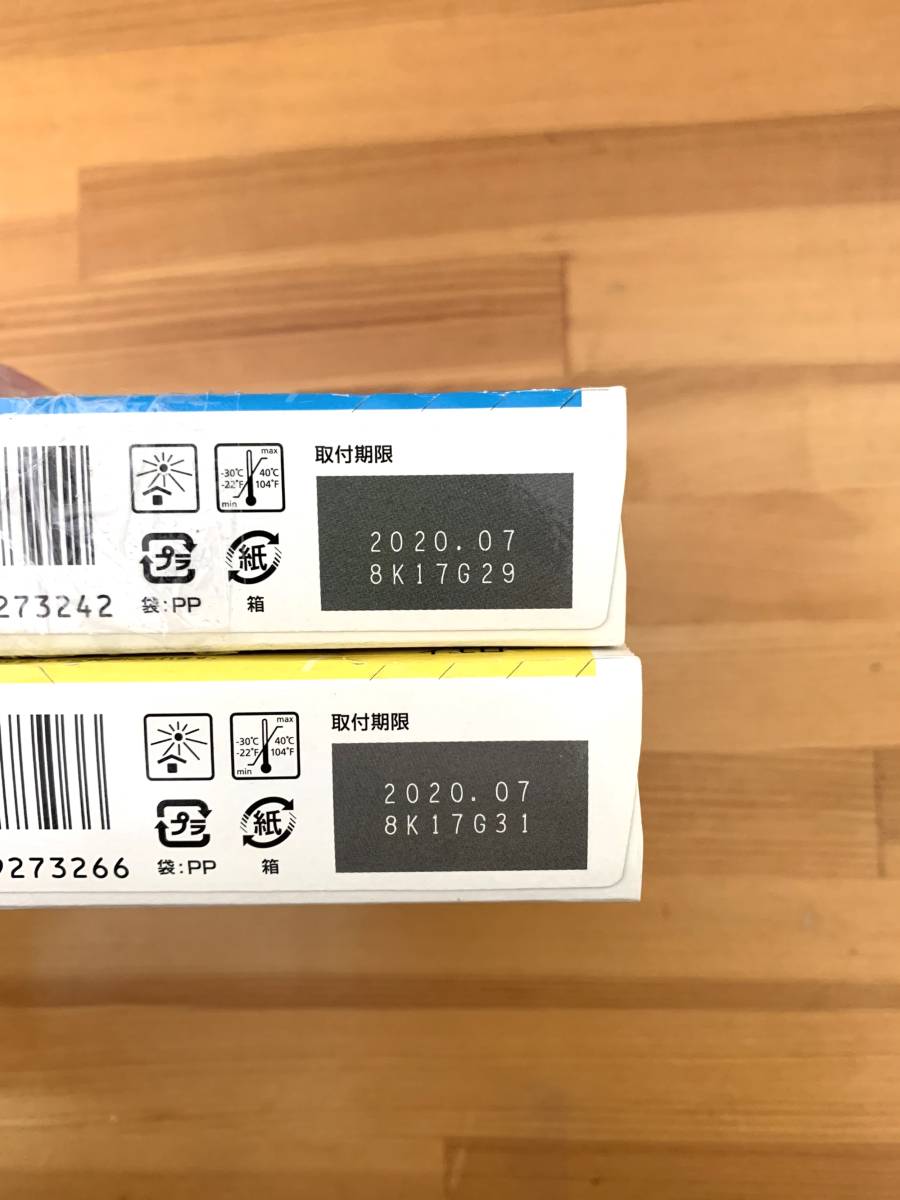 取付期限
max
-30℃ 40℃
-22°F 104°F
min
2020.07
8K17G29
プラ
紙
273242
袋:PP
箱
取付期限
max
-30℃ 40℃
-22°F 104°F
min
2020.07
8K17G31
プラ
紙
9273266
袋:PP
箱